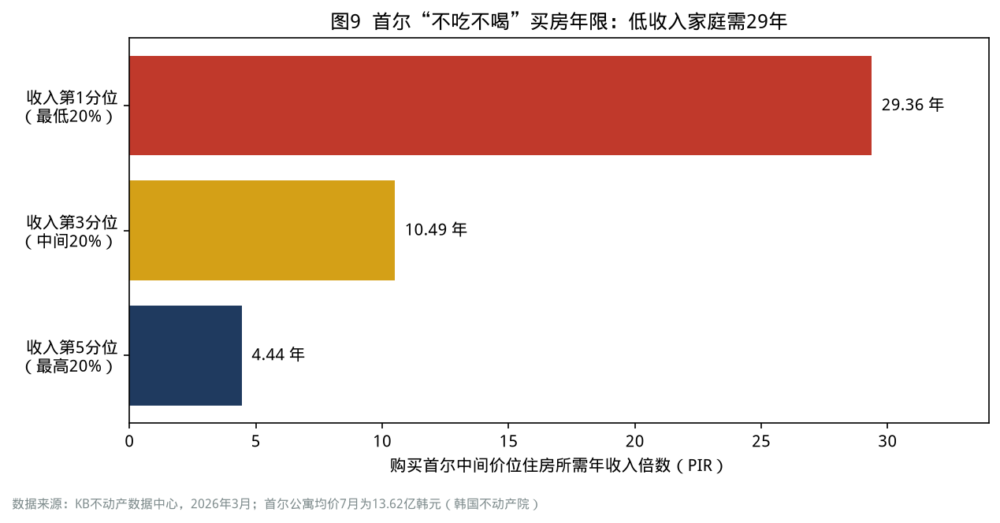 图9 首尔“不吃不喝”买房年限：低收入家庭需29年
收入第1分位
（最低20%）
29.36 年
收入第3分位
（中间20%）
10.49 年
收入第5分位
（最高20%）
4.44 年
0 5 10 15 20 25 30
购买首尔中间价位住房所需年收入倍数（PIR）
数据来源：KB不动产数据中心，2026年3月；首尔公寓均价7月为13.62亿韩元（韩国不动产院）